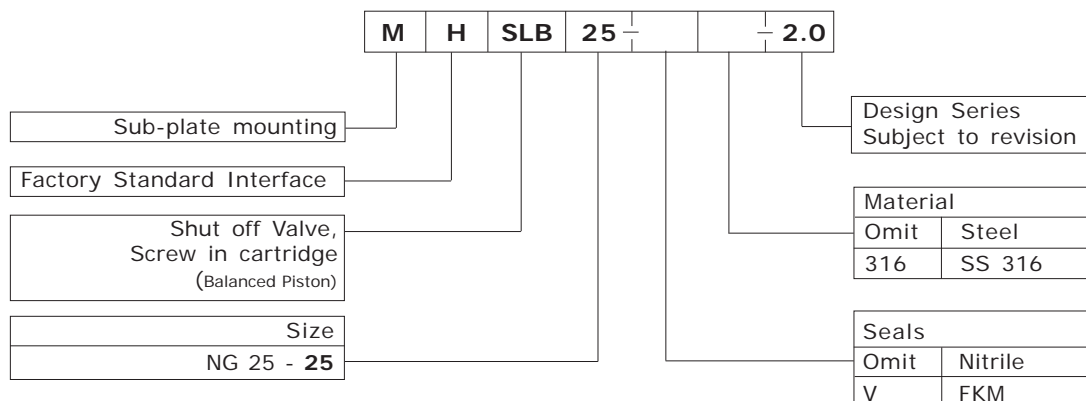 M H SLB 25 - - 2.0
Sub-plate mounting
Factory Standard Interface
Shut off Valve,
Screw in cartridge
(Balanced Piston)
Size
NG 25 - 25
Design Series
Subject to revision
Material
Omit Steel
316 SS 316
Seals
Omit Nitrile
V FKM